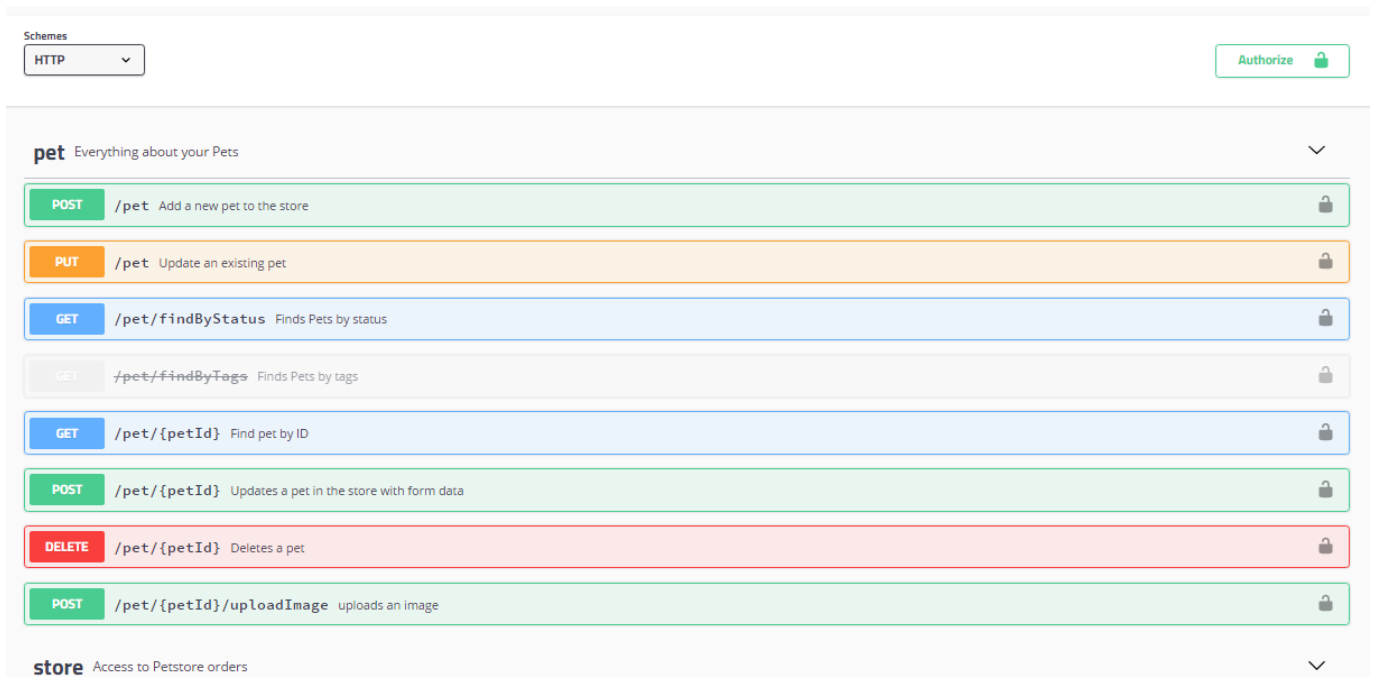 Schemes
HTTP
Authorize
pet Everything about your Pets
POST /pet Add a new pet to the store
PUT /pet Update an existing pet
GET /pet/findByStatus Finds Pets by status
GET /pet/findByTags Finds Pets by tags
GET /pet/{petId} Find pet by ID
POST /pet/{petId} Updates a pet in the store with form data
DELETE /pet/{petId} Deletes a pet
POST /pet/{petId}/uploadImage uploads an image
store Access to Petstore orders